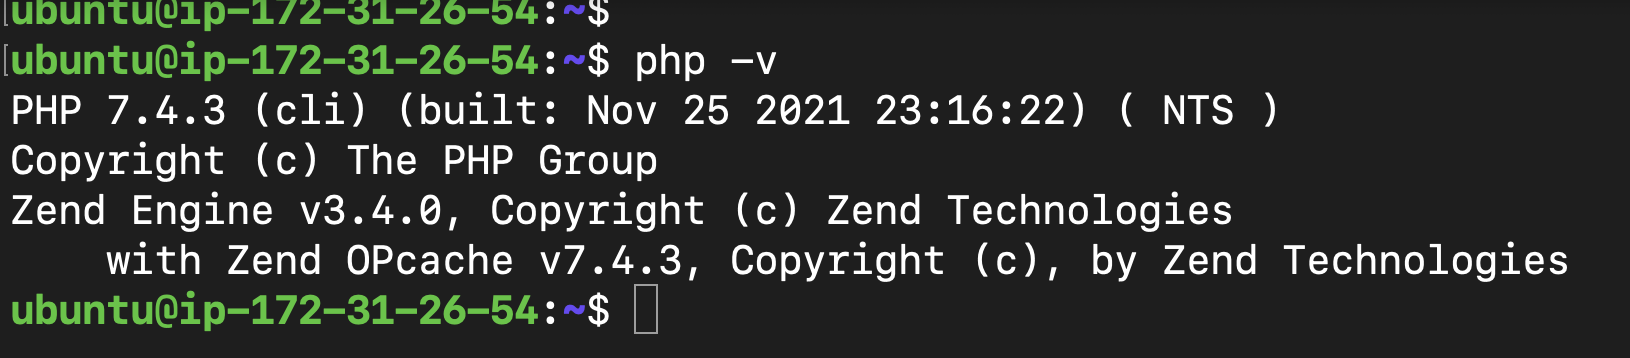 [ubuntu@ip-172-31-26-54:~$
[ubuntu@ip-172-31-26-54:~$ php -v
PHP 7.4.3 (cli) (built: Nov 25 2021 23:16:22) ( NTS )
Copyright (c) The PHP Group
Zend Engine v3.4.0, Copyright (c) Zend Technologies
    with Zend OPcache v7.4.3, Copyright (c), by Zend Technologies
ubuntu@ip-172-31-26-54:~$